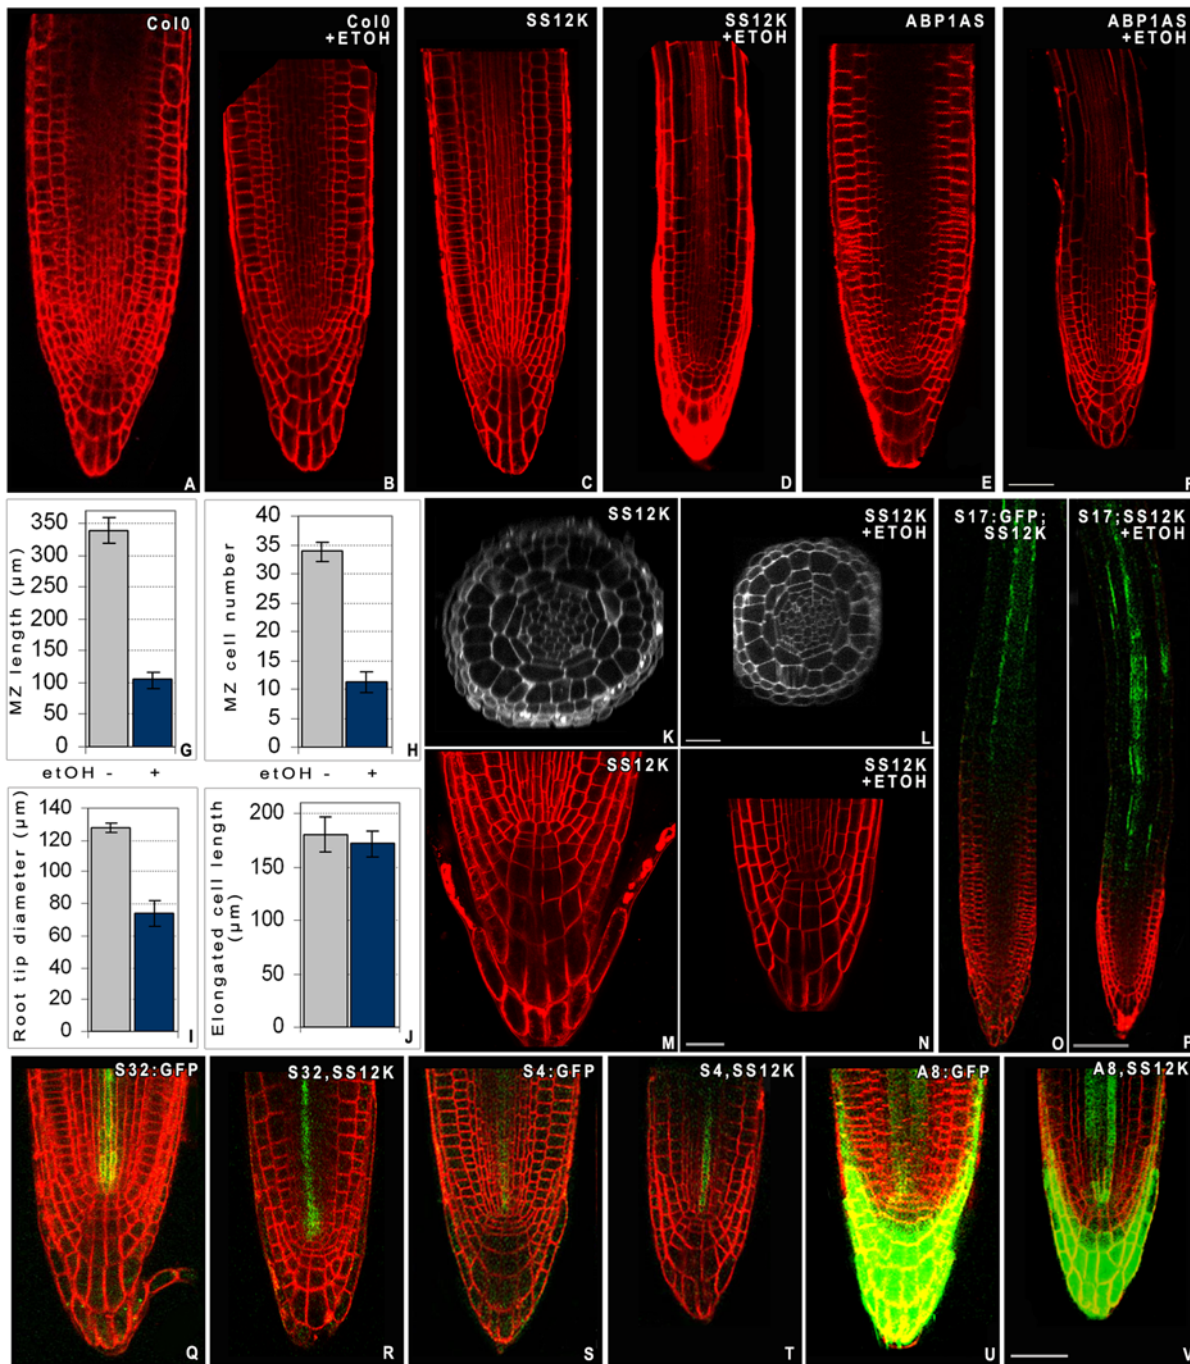 Col0
A
Col0
+ETOH
B
SS12K
C
SS12K
+ETOH
D
ABP1AS
E
ABP1AS
+ETOH
F
MZ length (µm)
350
300
250
200
150
100
50
0
G
etOH - +
MZ cell number
40
35
30
25
20
15
10
5
0
H
etOH - +
Root tip diameter (µm)
140
120
100
80
60
40
20
0
I
Elongated cell length
(µm)
200
150
100
50
0
J
SS12K
K
SS12K
+ETOH
L
SS12K
M
SS12K
+ETOH
N
S17:GFP;
SS12K
O
S17;SS12K
+ETOH
P
S32:GFP
Q
S32,SS12K
R
S4:GFP
S
S4,SS12K
T
A8:GFP
U
A8,SS12K
V